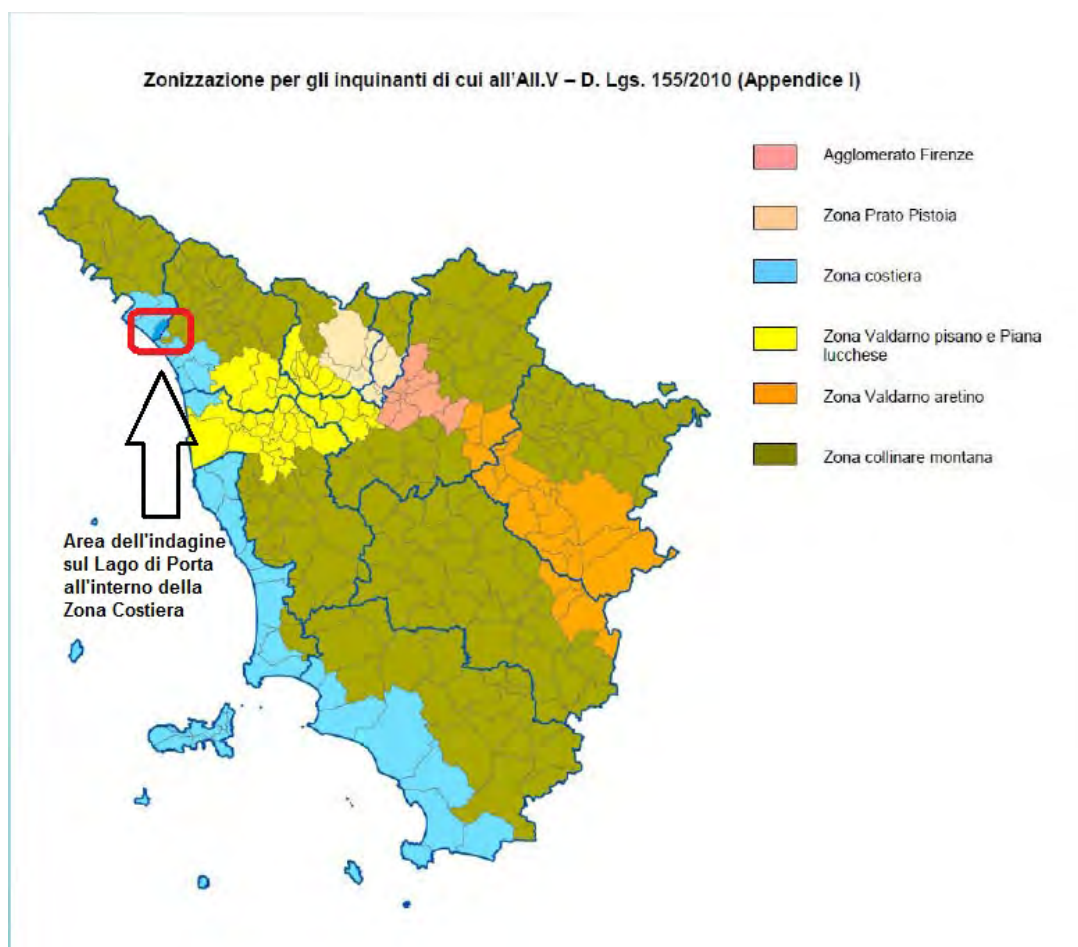 Zonizzazione per gli inquinanti di cui all'All.V – D. Lgs. 155/2010 (Appendice I)
Agglomerato Firenze
Zona Prato Pistoia
Zona costiera
Zona Valdarno pisano e Piana
lucchese
Zona Valdarno aretino
Zona collinare montana
Area dell'indagine
sul Lago di Porta
all'interno della
Zona Costiera